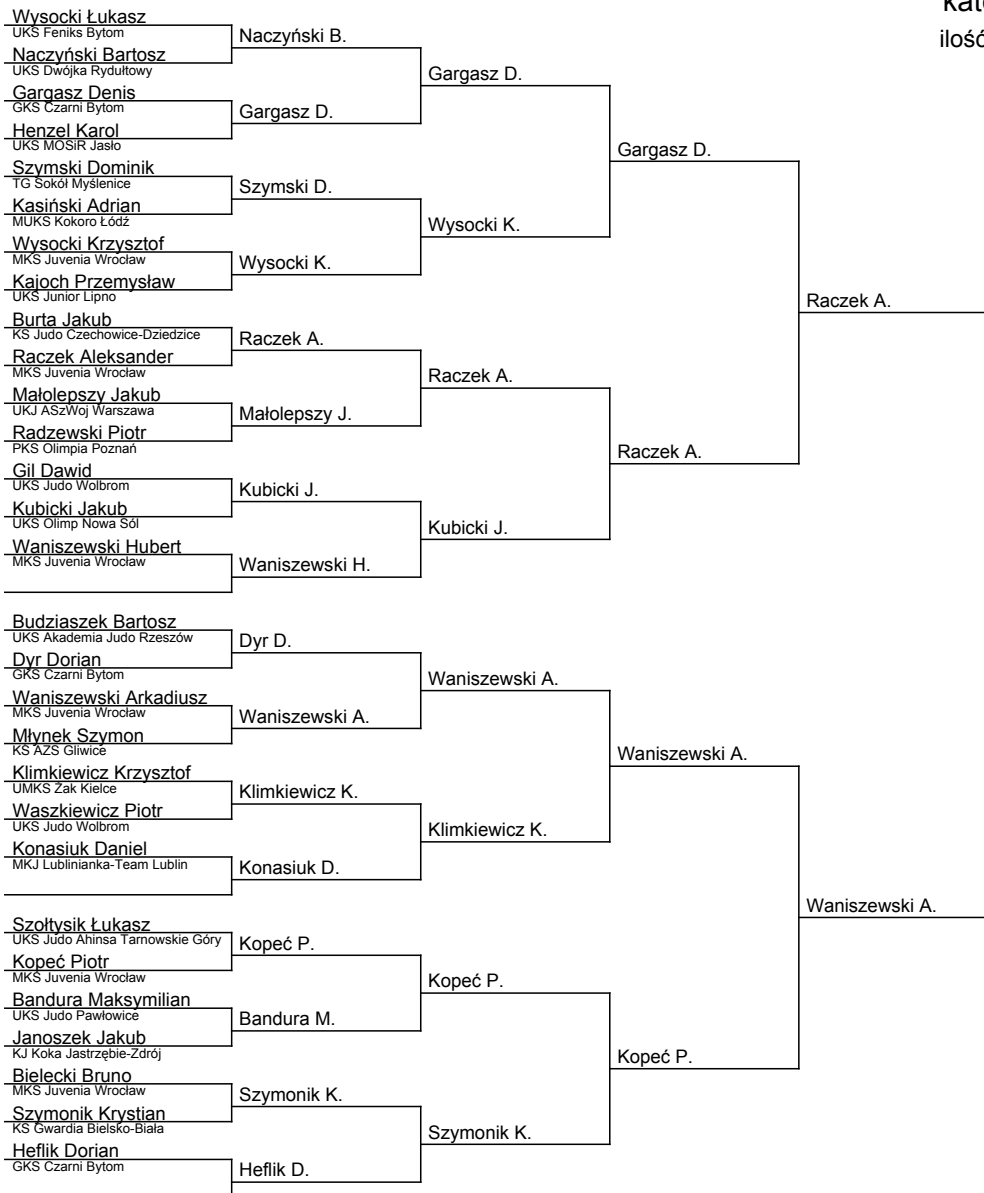 kat
ilość
Wysocki Łukasz
UKS Feniks Bytom
Naczyński Bartosz
UKS Dwójka Rydułtowy
Gargasz Denis
GKS Czarni Bytom
Henzel Karol
UKS MOSiR Jasło
Szymski Dominik
TG Sokół Myślenice
Kasiński Adrian
MUKS Kokoro Łódź
Wysocki Krzysztof
MKS Juvenia Wrocław
Kajoch Przemysław
UKS Junior Lipno
Burta Jakub
KS Judo Czechowice-Dziedzice
Raczek Aleksander
MKS Juvenia Wrocław
Małolepszy Jakub
UKJ ASzWoj Warszawa
Radzewski Piotr
PKS Olimpia Poznań
Gil Dawid
UKS Judo Wolbrom
Kubicki Jakub
UKS Olimp Nowa Sól
Waniszewski Hubert
MKS Juvenia Wrocław
Budziaszek Bartosz
UKS Akademia Judo Rzeszów
Dyr Dorian
GKS Czarni Bytom
Waniszewski Arkadiusz
MKS Juvenia Wrocław
Młynek Szymon
KS AZS Gliwice
Klimkiewicz Krzysztof
UMKS Żak Kielce
Waszkiewicz Piotr
UKS Judo Wolbrom
Konasiuk Daniel
MKJ Lublinianka-Team Lublin
Szołtysik Łukasz
UKS Judo Ahinsa Tarnowskie Góry
Kopeć Piotr
MKS Juvenia Wrocław
Bandura Maksymilian
UKS Judo Pawłowice
Janoszek Jakub
KJ Koka Jastrzębie-Zdrój
Bielecki Bruno
MKS Juvenia Wrocław
Szymonik Krystian
KS Gwardia Bielsko-Biała
Heflik Dorian
GKS Czarni Bytom
Naczyński B.
Gargasz D.
Szymski D.
Wysocki K.
Raczek A.
Małolepszy J.
Kubicki J.
Waniszewski H.
Dyr D.
Waniszewski A.
Klimkiewicz K.
Konasiuk D.
Kopeć P.
Bandura M.
Szymonik K.
Heflik D.
Gargasz D.
Wysocki K.
Raczek A.
Kubicki J.
Waniszewski A.
Klimkiewicz K.
Kopeć P.
Szymonik K.
Gargasz D.
Raczek A.
Waniszewski A.
Kopeć P.
Raczek A.
Waniszewski A.